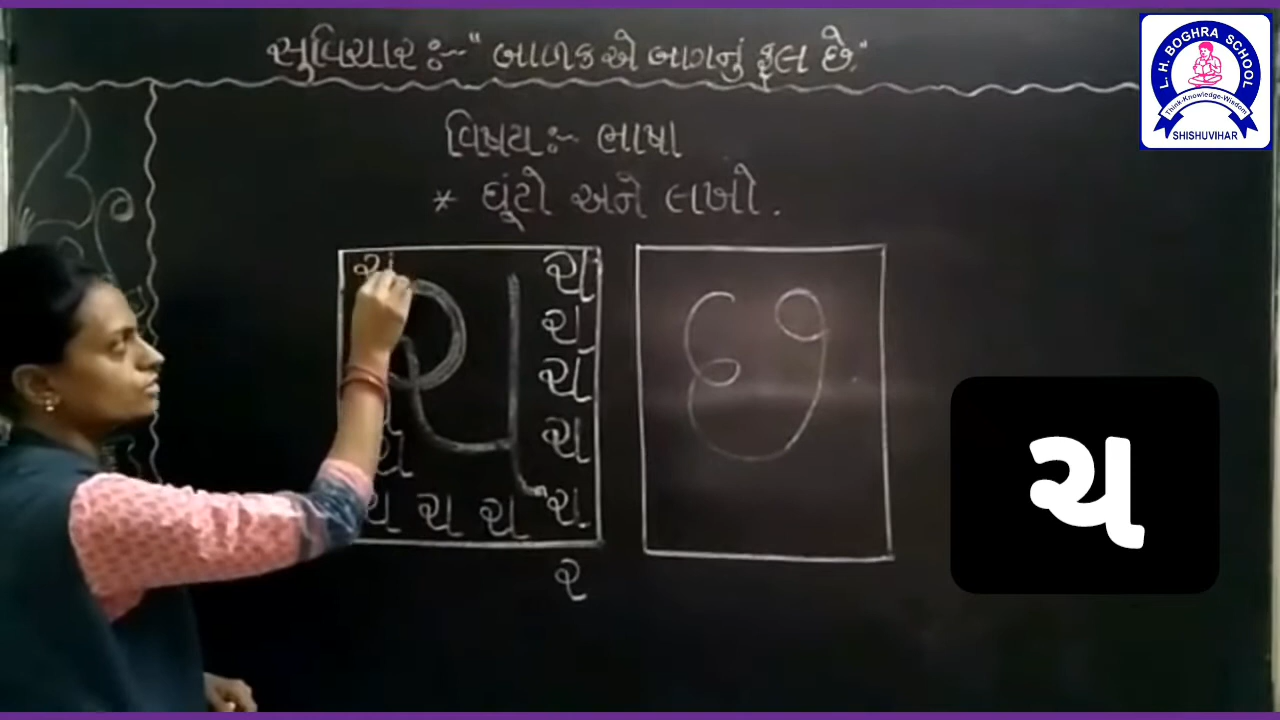 સુવિચાર :- " બાળક એ બાગનું ફૂલ છે."
L. H. BOGHRA SCHOOL
Think-Knowledge-Wisdom
SHISHUVIHAR
વિષય :- ભાષા
* ઘૂંટો અને લખો.
ચ ચ
ચ
ચ
ચ
ચ
ચ ચ ચ ચ
ચ
છ
ર
ચ